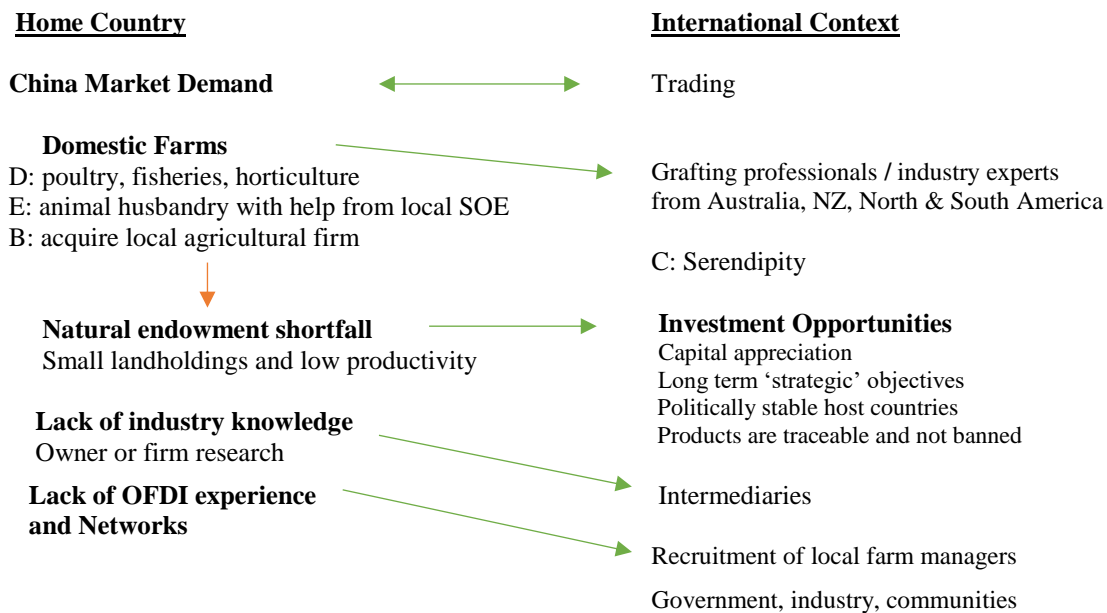 Home Country
International Context
China Market Demand
Trading
Domestic Farms
D: poultry, fisheries, horticulture
E: animal husbandry with help from local SOE
B: acquire local agricultural firm
Grafting professionals / industry experts
from Australia, NZ, North & South America
C: Serendipity
Natural endowment shortfall
Small landholdings and low productivity
Investment Opportunities
Capital appreciation
Long term ‘strategic’ objectives
Politically stable host countries
Products are traceable and not banned
Lack of industry knowledge
Owner or firm research
Lack of OFDI experience
and Networks
Intermediaries
Recruitment of local farm managers
Government, industry, communities